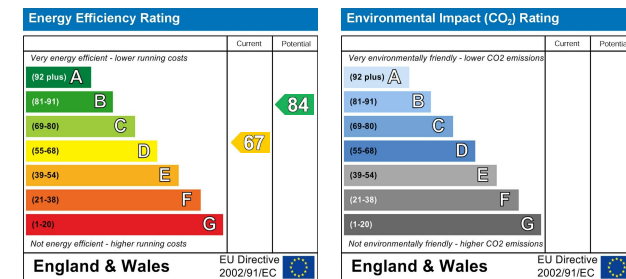 Energy Efficiency Rating
Current Potential
Very energy efficient - lower running costs
(92 plus) A
(81-91) B
84
(69-80) C
67
(55-68) D
(39-54) E
(21-38) F
(1-20) G
Not energy efficient - higher running costs
England & Wales
EU Directive
2002/91/EC
Environmental Impact (CO₂) Rating
Current Potential
Very environmentally friendly - lower CO2 emissions
(92 plus) A
(81-91) B
(69-80) C
(55-68) D
(39-54) E
(21-38) F
(1-20) G
Not environmentally friendly - higher CO2 emissions
England & Wales
EU Directive
2002/91/EC